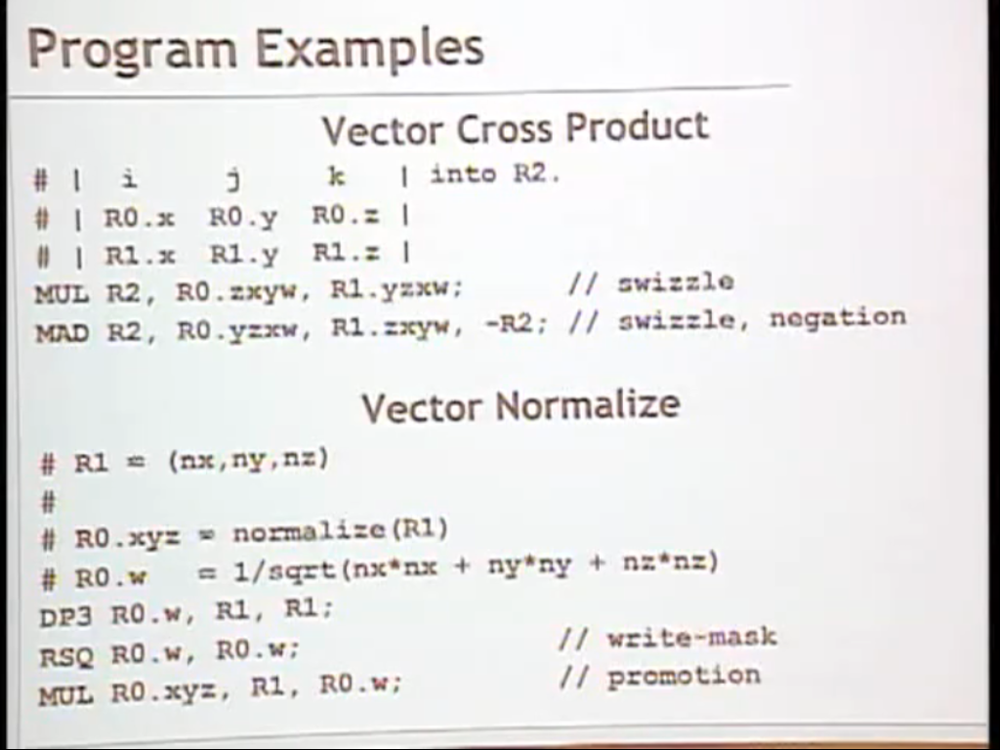 Program Examples
Vector Cross Product
# | i j k | into R2.
# | R0.x R0.y R0.z |
# | R1.x R1.y R1.z |
MUL R2, R0.zxyw, R1.yzxw; // swizzle
MAD R2, R0.yzxw, R1.zxyw, -R2; // swizzle, negation
Vector Normalize
# R1 = (nx,ny,nz)
#
# R0.xyz = normalize(R1)
# R0.w = 1/sqrt(nx*nx + ny*ny + nz*nz)
DP3 R0.w, R1, R1;
RSQ R0.w, R0.w; // write-mask
MUL R0.xyz, R1, R0.w; // promotion